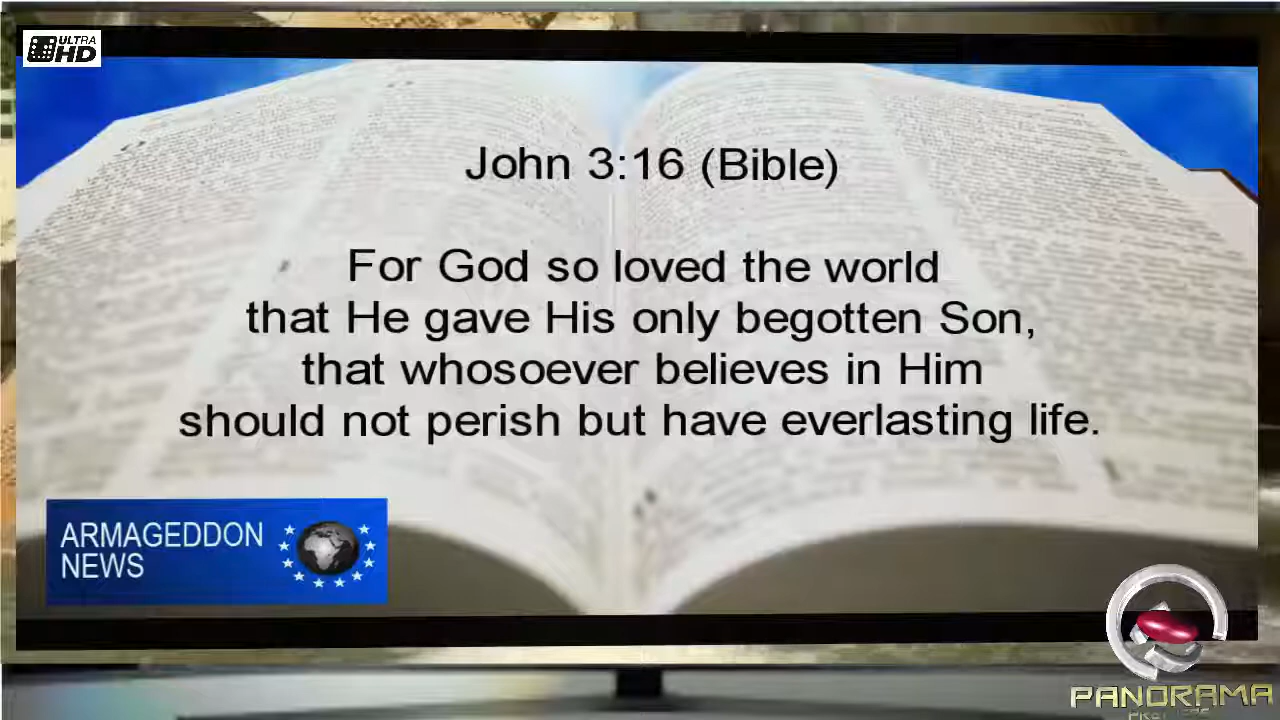 ULTRA
HD
John 3:16 (Bible)
For God so loved the world
that He gave His only begotten Son,
that whosoever believes in Him
should not perish but have everlasting life.
ARMAGEDDON
NEWS
PANORAMA